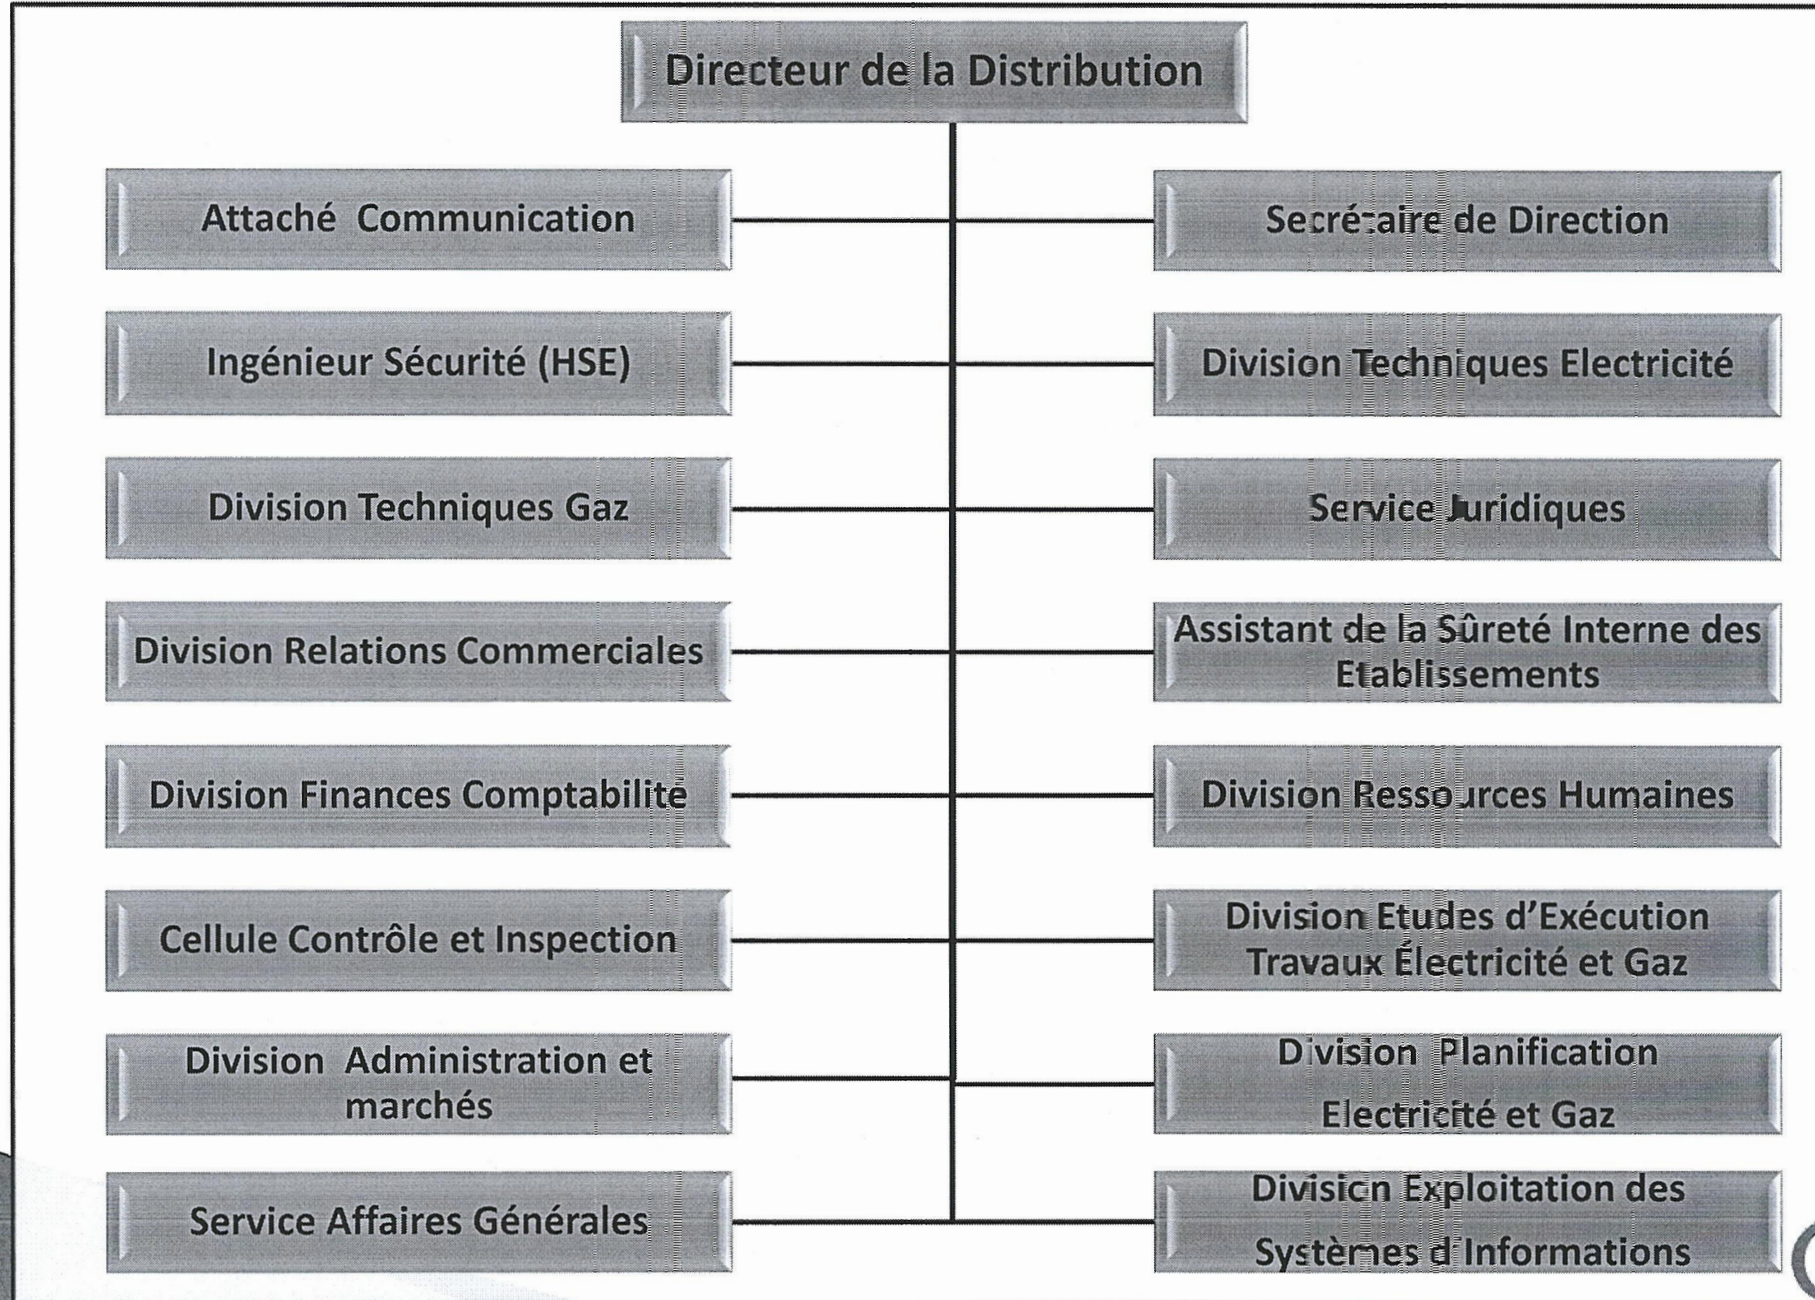 Directeur de la Distribution
Attaché Communication
Secrétaire de Direction
Ingénieur Sécurité (HSE)
Division Techniques Electricité
Division Techniques Gaz
Service Juridiques
Division Relations Commerciales
Assistant de la Sûreté Interne des
Etablissements
Division Finances Comptabilité
Division Ressources Humaines
Cellule Contrôle et Inspection
Division Etudes d'Exécution
Travaux Électricité et Gaz
Division Administration et
marchés
Division Planification
Electricité et Gaz
Service Affaires Générales
Division Exploitation des
Systèmes d'Informations